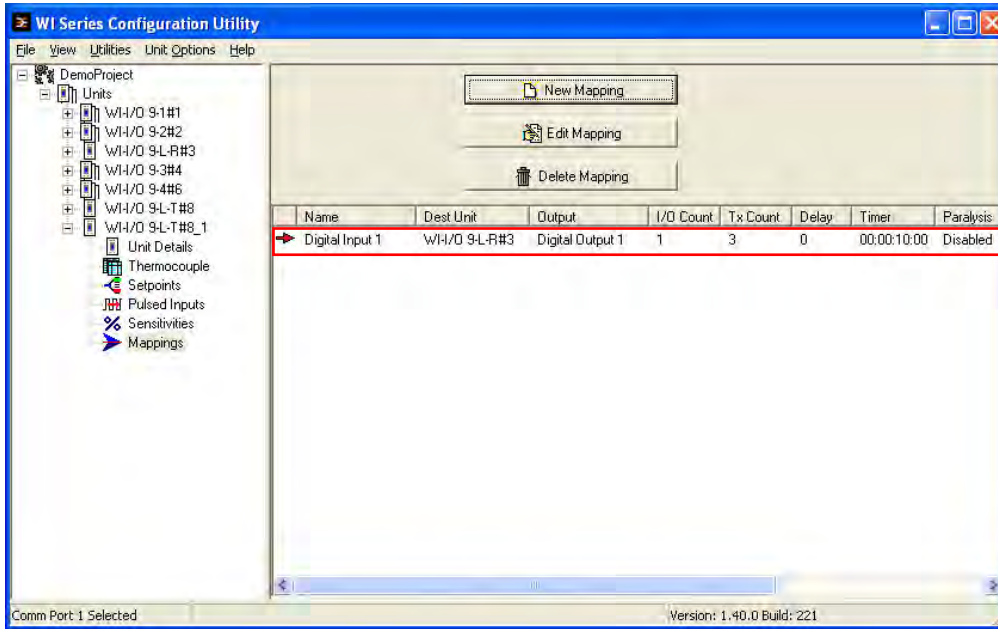 WI Series Configuration Utility
File View Utilities Unit Options Help
DemoProject
Units
WI-I/O 9-1#1
WI-I/O 9-2#2
WI-I/O 9-L-R#3
WI-I/O 9-3#4
WI-I/O 9-4#6
WI-I/O 9-L-T#8
WI-I/O 9-L-T#8_1
Unit Details
Thermocouple
Setpoints
Pulsed Inputs
Sensitivities
Mappings
New Mapping
Edit Mapping
Delete Mapping
Name Dest Unit Output I/O Count Tx Count Delay Timer Paralysis
Digital Input 1 WI-I/O 9-L-R#3 Digital Output 1 1 3 0 00:00:10:00 Disabled
Comm Port 1 Selected Version: 1.40.0 Build: 221